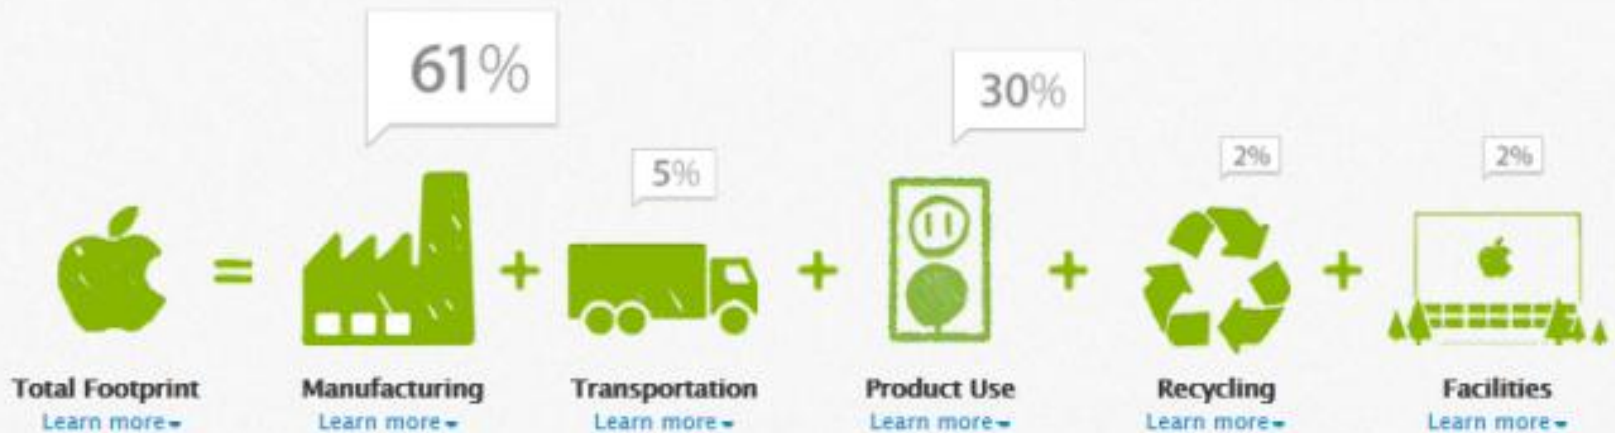 61%
30%
5%
2%
2%
=
+
+
+
+
Total Footprint
Manufacturing
Transportation
Product Use
Recycling
Facilities
Learn more
Learn more
Learn more
Learn more
Learn more
Learn more